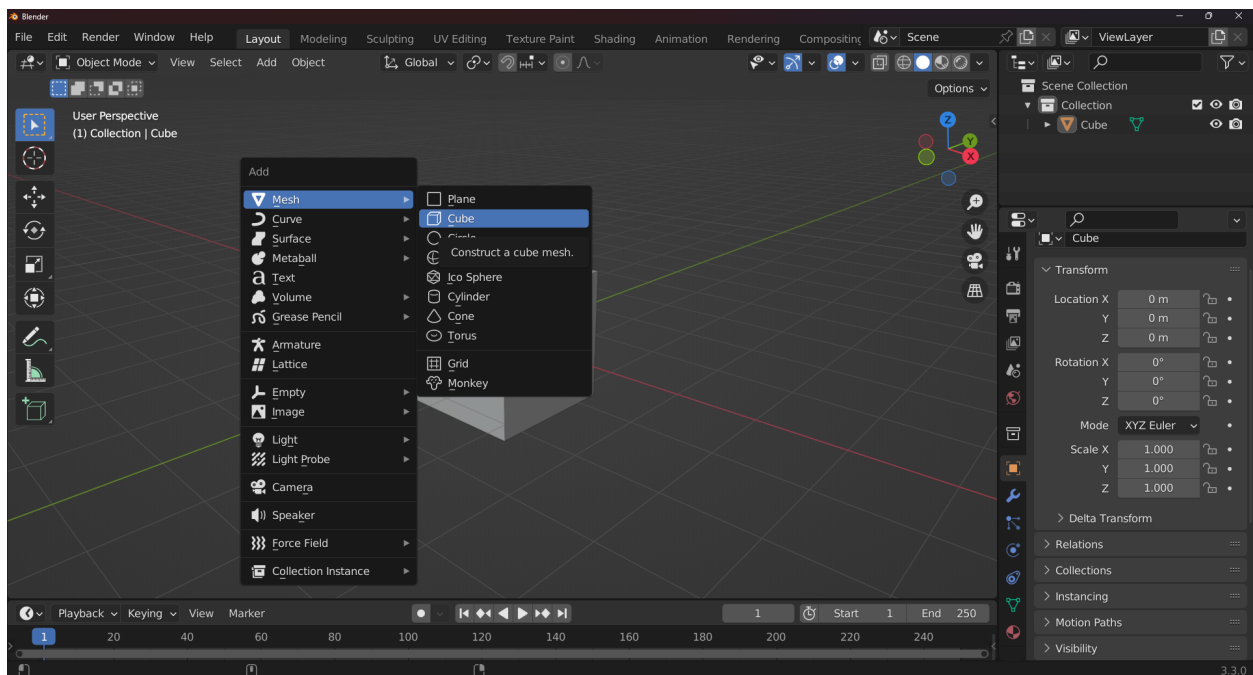 Blender
File Edit Render Window Help Layout Modeling Sculpting UV Editing Texture Paint Shading Animation Rendering Compositing Scene ViewLayer
Object Mode View Select Add Object Global
Options
User Perspective
(1) Collection | Cube
Z
Y
X
Scene Collection
Collection
Cube
Add
Mesh
Curve
Surface
Metaball
Text
Volume
Grease Pencil
Armature
Lattice
Empty
Image
Light
Light Probe
Camera
Speaker
Force Field
Collection Instance
Plane
Cube
Circle
Construct a cube mesh.
Ico Sphere
Cylinder
Cone
Torus
Grid
Monkey
Cube
Transform
Location X 0 m
Y 0 m
Z 0 m
Rotation X 0°
Y 0°
Z 0°
Mode XYZ Euler
Scale X 1.000
Y 1.000
Z 1.000
Delta Transform
Relations
Collections
Instancing
Motion Paths
Visibility
Playback Keying View Marker 1 Start 1 End 250
1 20 40 60 80 100 120 140 160 180 200 220 240
3.3.0